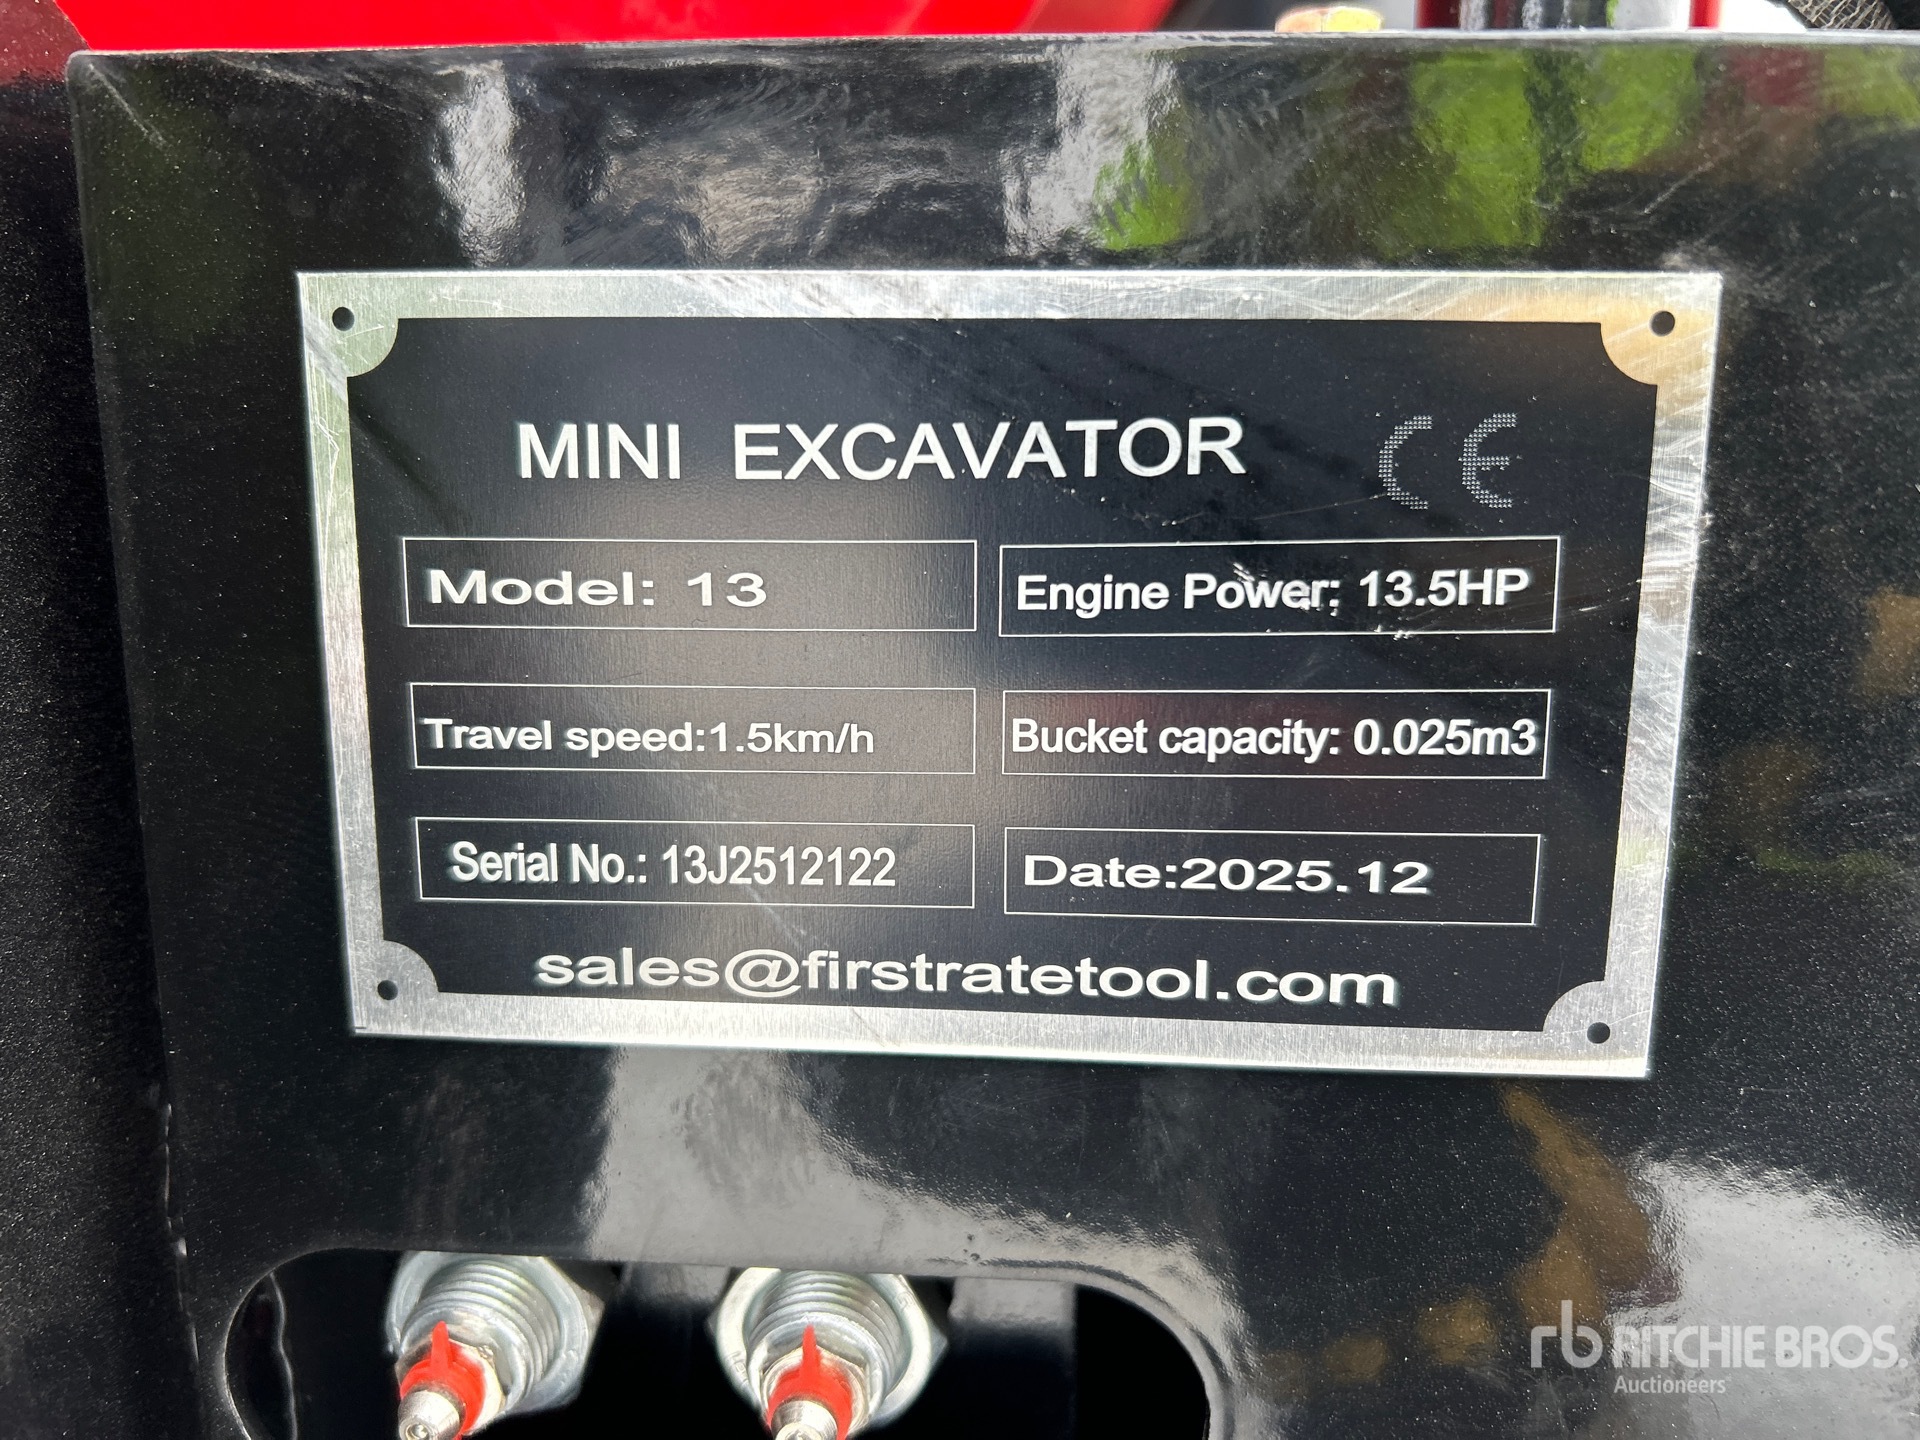 MINI EXCAVATOR CE
Model: 13
Engine Power: 13.5HP
Travel speed:1.5km/h
Bucket capacity: 0.025m3
Serial No.: 13J2512122
Date:2025.12
sales@firstratetool.com
rb RITCHIE BROS.
Auctioneers